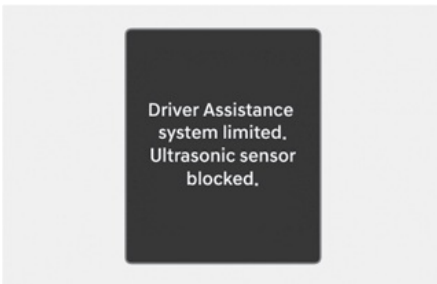 Driver Assistance
system limited.
Ultrasonic sensor
blocked.